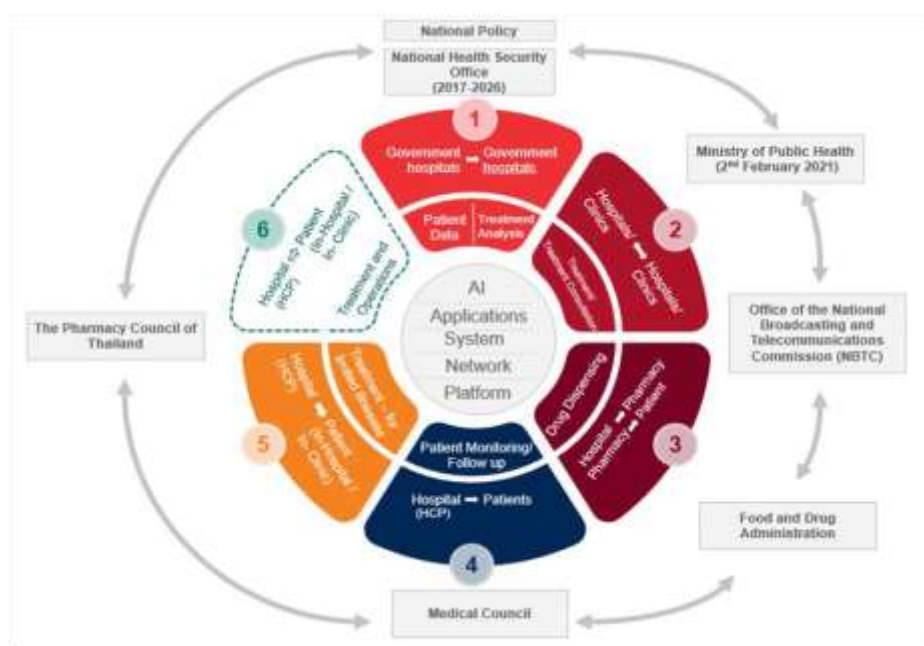 National Policy
National Health Security
Office
(2017-2026)
1
Government
hospitals
Government
hospitals
Patient
Data
Treatment
Analysis
Ministry of Public Health
(2nd February 2021)
2
Hospitals/
Clinics
Hospitals/
Clinics
Office of the National
Broadcasting and
Telecommunications
Commission (NBTC)
3
Hospital
Pharmacy
Pharmacy
Patient
Drug Dispensing
Food and Drug
Administration
4
Patient Monitoring/
Follow up
Hospital
(HCP)
Patients
Medical Council
5
Hospital
(HCP)
Patient
(In-Hospital /
In- Clinic)
6
Hospital
(HCP)
Patient
(In-Hospital /
In- Clinic)
Treatment and
Operations
The Pharmacy Council of
Thailand
AI
Applications
System
Network
Platform